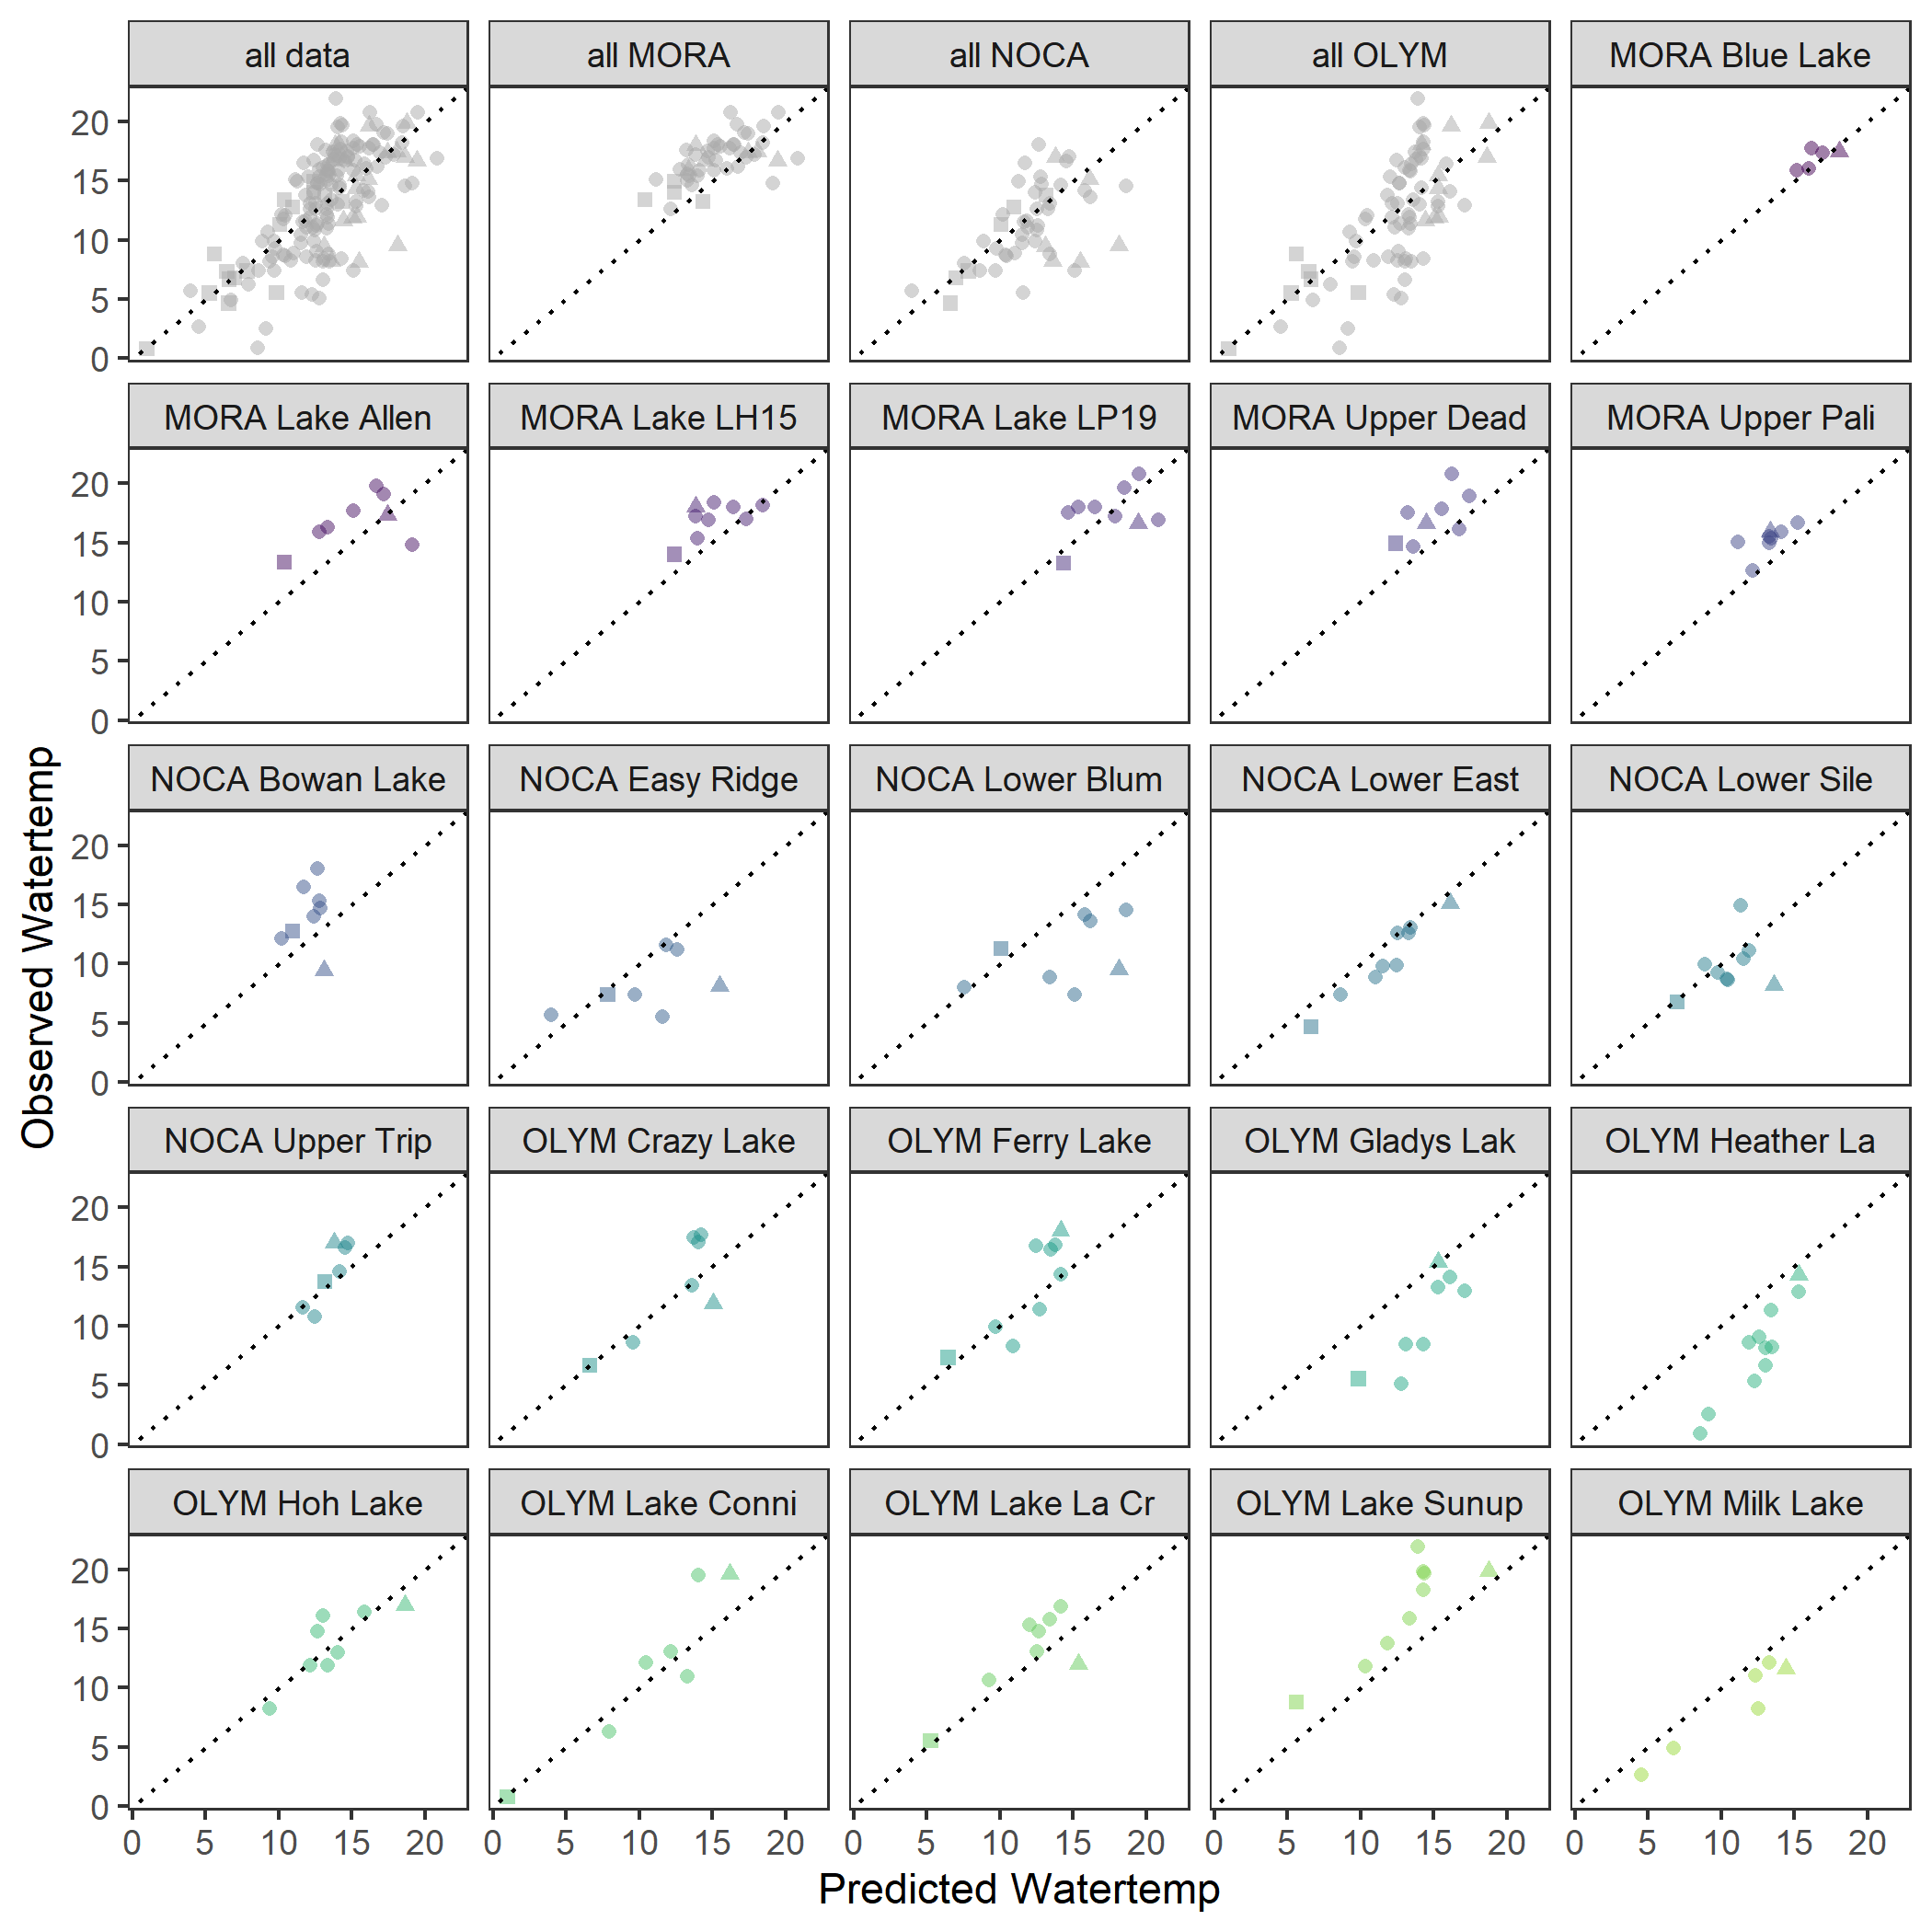 all data
all MORA
all NOCA
all OLYM
MORA Blue Lake
20
15
10
5
0
MORA Lake Allen
MORA Lake LH15
MORA Lake LP19
MORA Upper Dead
MORA Upper Pali
20
15
10
5
0
NOCA Bowan Lake
NOCA Easy Ridge
NOCA Lower Blum
NOCA Lower East
NOCA Lower Sile
20
15
10
5
0
Observed Watertemp
NOCA Upper Trip
OLYM Crazy Lake
OLYM Ferry Lake
OLYM Gladys Lak
OLYM Heather La
20
15
10
5
0
OLYM Hoh Lake
OLYM Lake Conni
OLYM Lake La Cr
OLYM Lake Sunup
OLYM Milk Lake
20
15
10
5
0
0 5 10 15 20
0 5 10 15 20
0 5 10 15 20
0 5 10 15 20
0 5 10 15 20
Predicted Watertemp